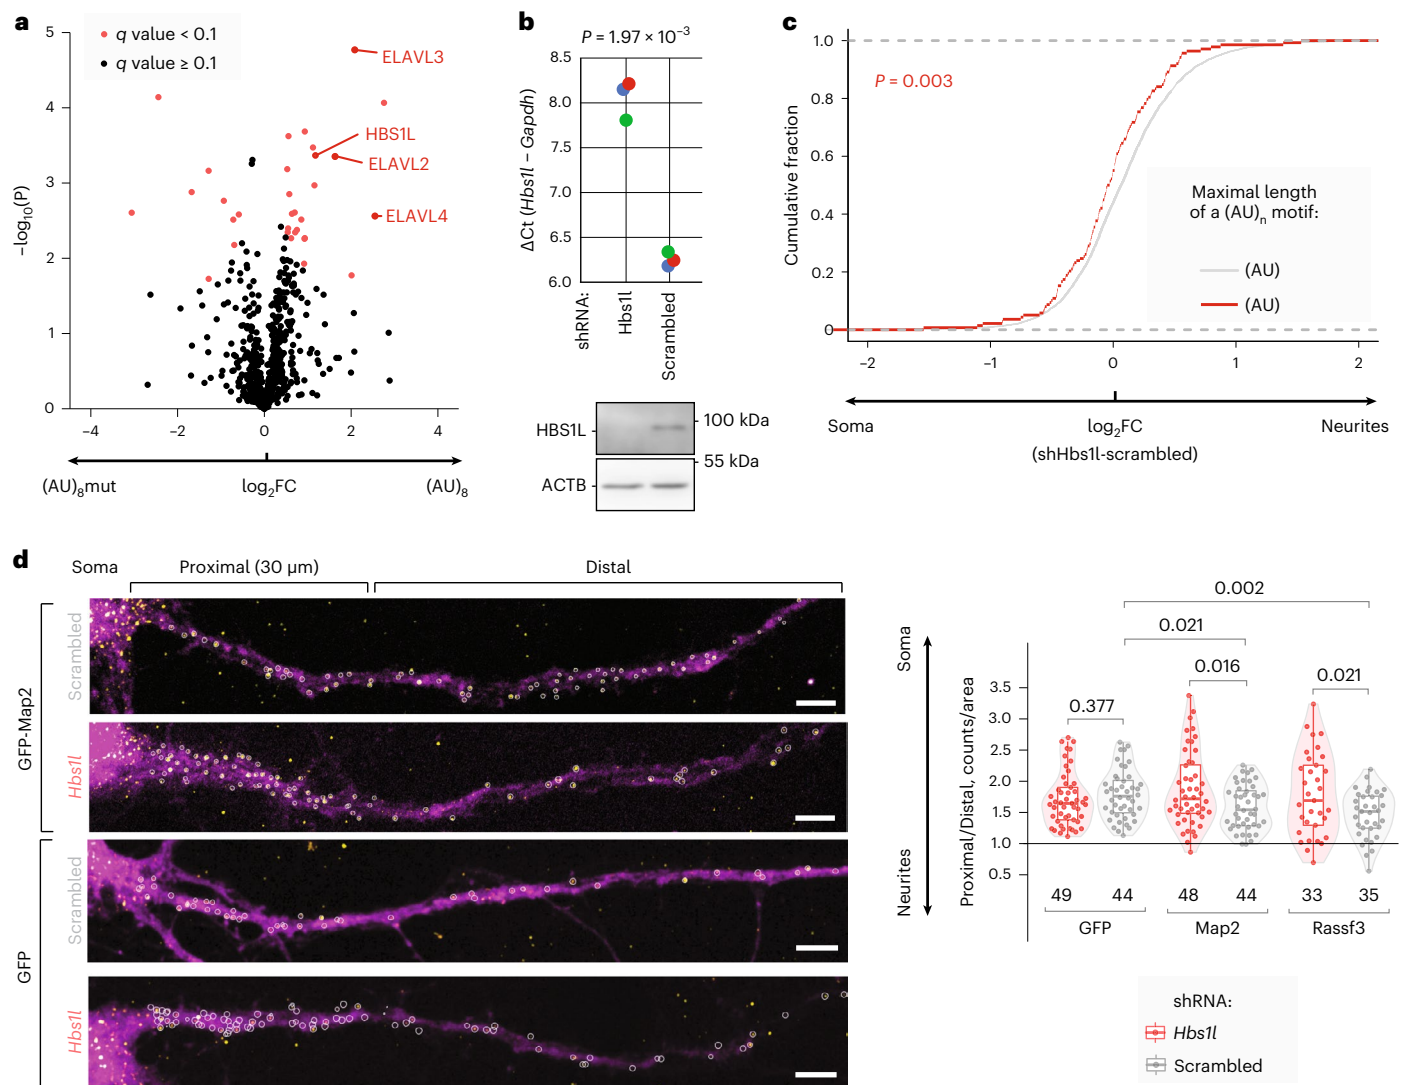 a
5
4
3
2
1
0
−log10(P)
q value < 0.1
q value ≥ 0.1
ELAVL3
HBS1L
ELAVL2
ELAVL4
−4
−2
0
2
4
(AU)8mut
log2FC
(AU)8
b
P = 1.97 × 10−3
ΔCt (Hbs1l – Gapdh)
8.5
8.0
7.5
7.0
6.5
6.0
shRNA:
Hbs1l
Scrambled
HBS1L
100 kDa
55 kDa
ACTB
c
P = 0.003
Cumulative fraction
1.0
0.8
0.6
0.4
0.2
0
Maximal length
of a (AU)n motif:
(AU)
(AU)
−2
−1
0
1
2
Soma
log2FC
Neurites
(shHbs1l-scrambled)
d
Soma
Proximal (30 µm)
Distal
GFP-Map2
Scrambled
Hbs1l
GFP
Scrambled
Hbs1l
Soma
Neurites
Proximal/Distal, counts/area
3.5
3.0
2.5
2.0
1.5
1.0
0.5
0.002
0.021
0.016
0.021
0.377
49
44
48
44
33
35
GFP
Map2
Rassf3
shRNA:
Hbs1l
Scrambled